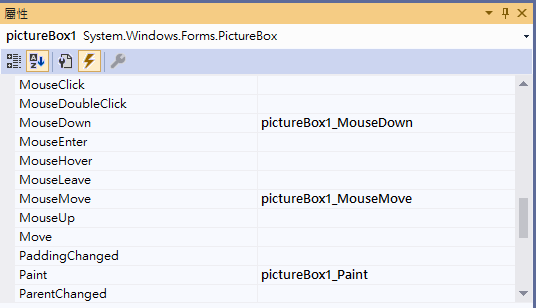 屬性
pictureBox1 System.Windows.Forms.PictureBox
MouseClick
MouseDoubleClick
MouseDown pictureBox1_MouseDown
MouseEnter
MouseHover
MouseLeave
MouseMove pictureBox1_MouseMove
MouseUp
Move
PaddingChanged
Paint pictureBox1_Paint
ParentChanged